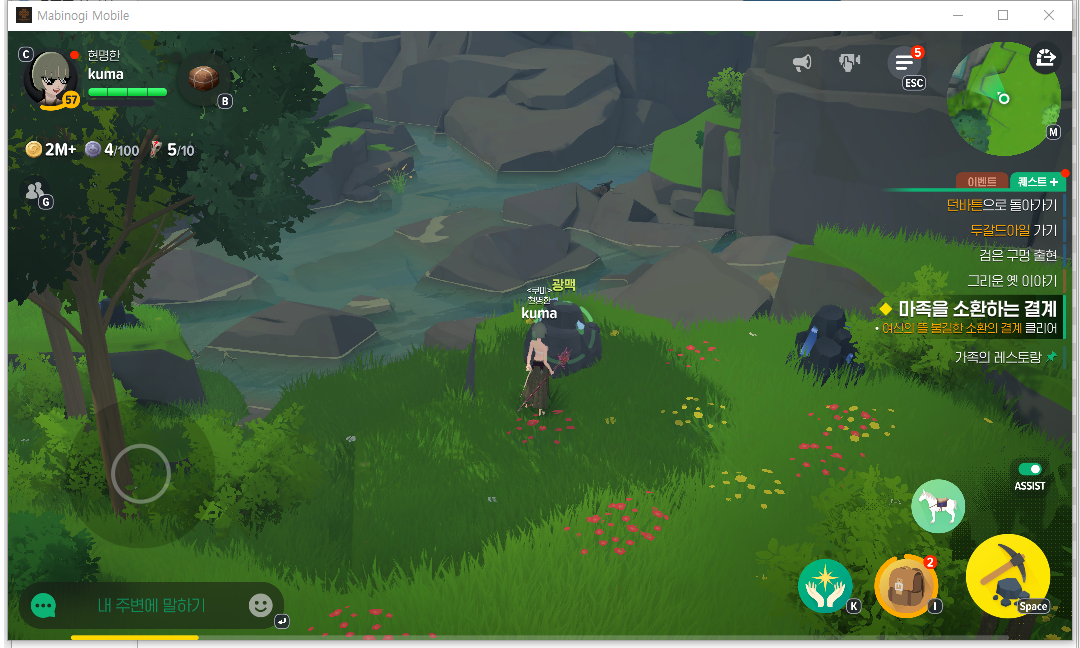 Mabinogi Mobile
C
현명한
kuma
57
B
5
ESC
M
2M+ 4/100 5/10
G
이벤트 퀘스트 +
던바튼으로 돌아가기
두갈드아일 가기
검은 구멍 출현
그리운 옛 이야기
마족을 소환하는 결계
• 여신의 뜰 불길한 소환의 결계 클리어
가족의 레스토랑
광맥
현명한
kuma
ASSIST
K
2
I
Space
내 주변에 말하기